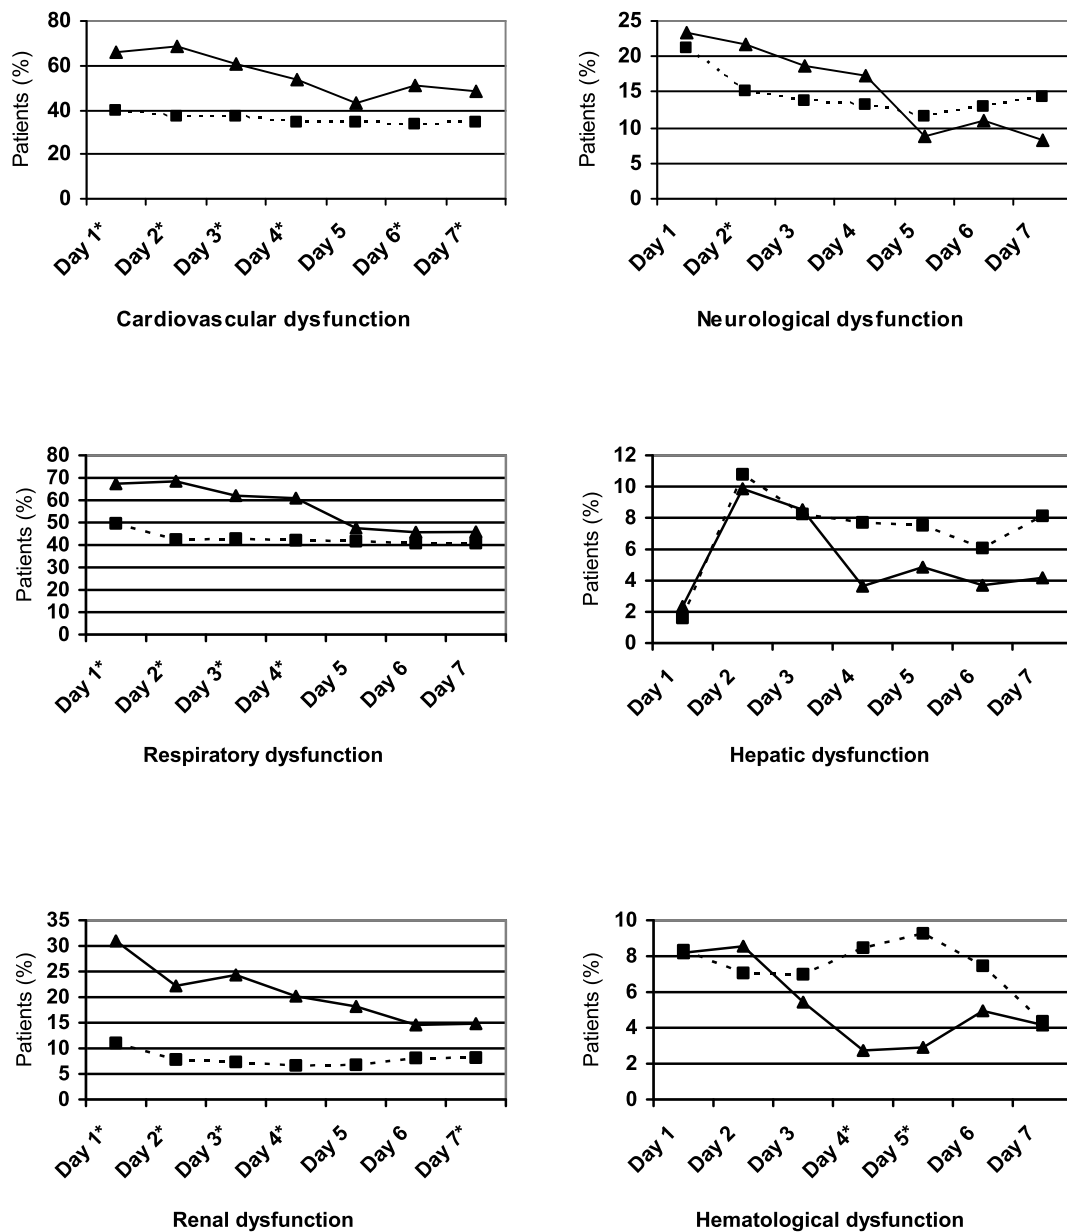 80
60
40
20
0
Patients (%)
Day 1*
Day 2*
Day 3*
Day 4*
Day 5
Day 6*
Day 7*
Cardiovascular dysfunction
25
20
15
10
5
0
Patients (%)
Day 1
Day 2*
Day 3
Day 4
Day 5
Day 6
Day 7
Neurological dysfunction
80
70
60
50
40
30
20
10
0
Patients (%)
Day 1*
Day 2*
Day 3*
Day 4*
Day 5
Day 6
Day 7
Respiratory dysfunction
12
10
8
6
4
2
0
Patients (%)
Day 1
Day 2
Day 3
Day 4
Day 5
Day 6
Day 7
Hepatic dysfunction
35
30
25
20
15
10
5
0
Patients (%)
Day 1*
Day 2*
Day 3*
Day 4*
Day 5
Day 6
Day 7*
Renal dysfunction
10
8
6
4
2
0
Patients (%)
Day 1
Day 2
Day 3
Day 4*
Day 5*
Day 6
Day 7
Hematological dysfunction